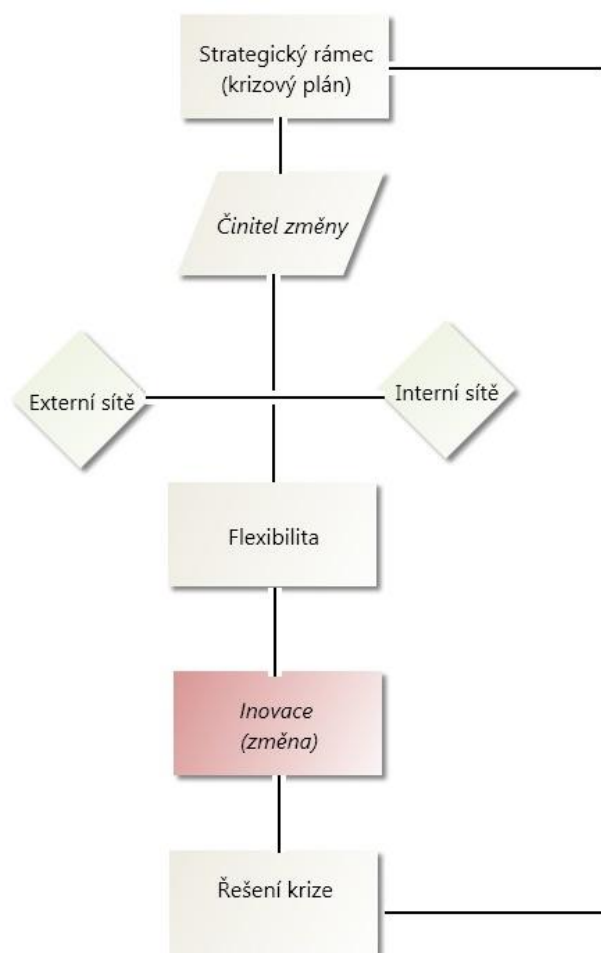 Strategický rámec
(krizový plán)
Činitel změny
Externí sítě
Interní sítě
Flexibilita
Inovace
(změna)
Řešení krize